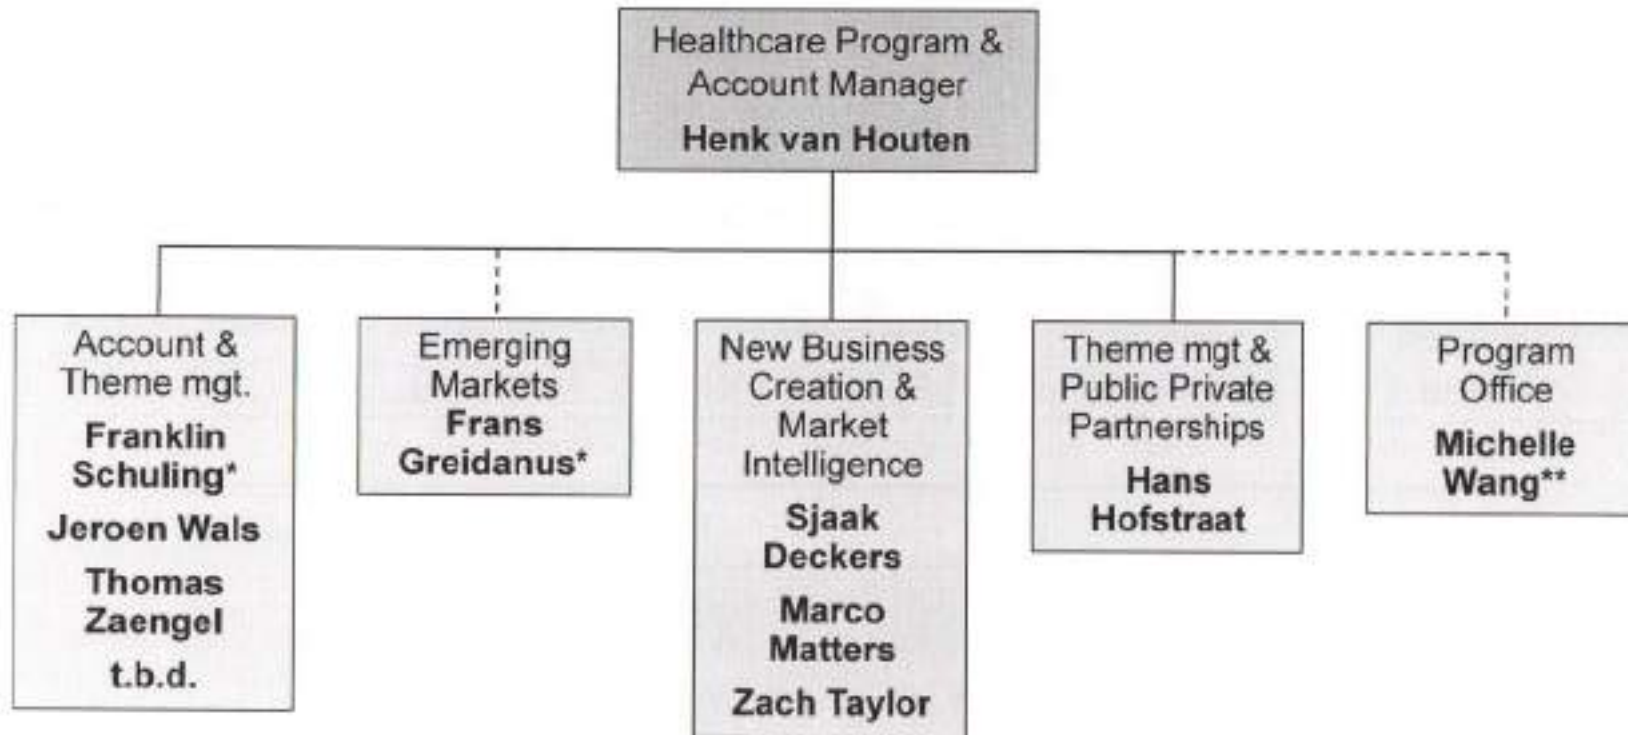 Healthcare Program &
Account Manager
Henk van Houten
Account &
Theme mgt.
Franklin
Schuling*
Jeroen Wals
Thomas
Zaengel
t.b.d.
Emerging
Markets
Frans
Greidanus*
New Business
Creation &
Market
Intelligence
Sjaak
Deckers
Marco
Matters
Zach Taylor
Theme mgt &
Public Private
Partnerships
Hans
Hofstraat
Program
Office
Michelle
Wang**